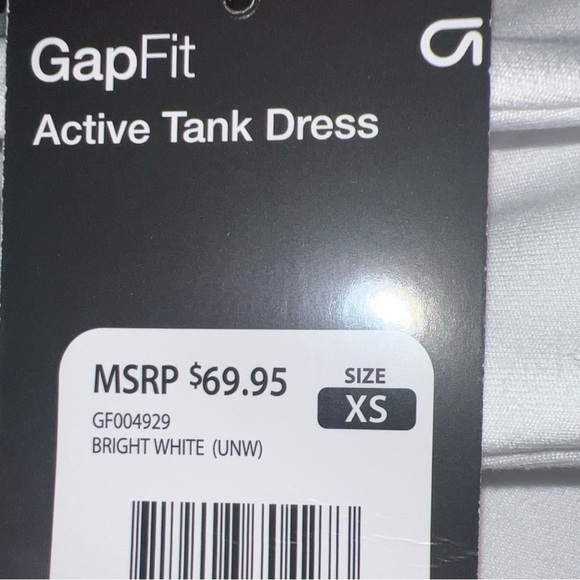 GapFit
Active Tank Dress
MSRP $69.95
SIZE
XS
GF004929
BRIGHT WHITE (UNW)